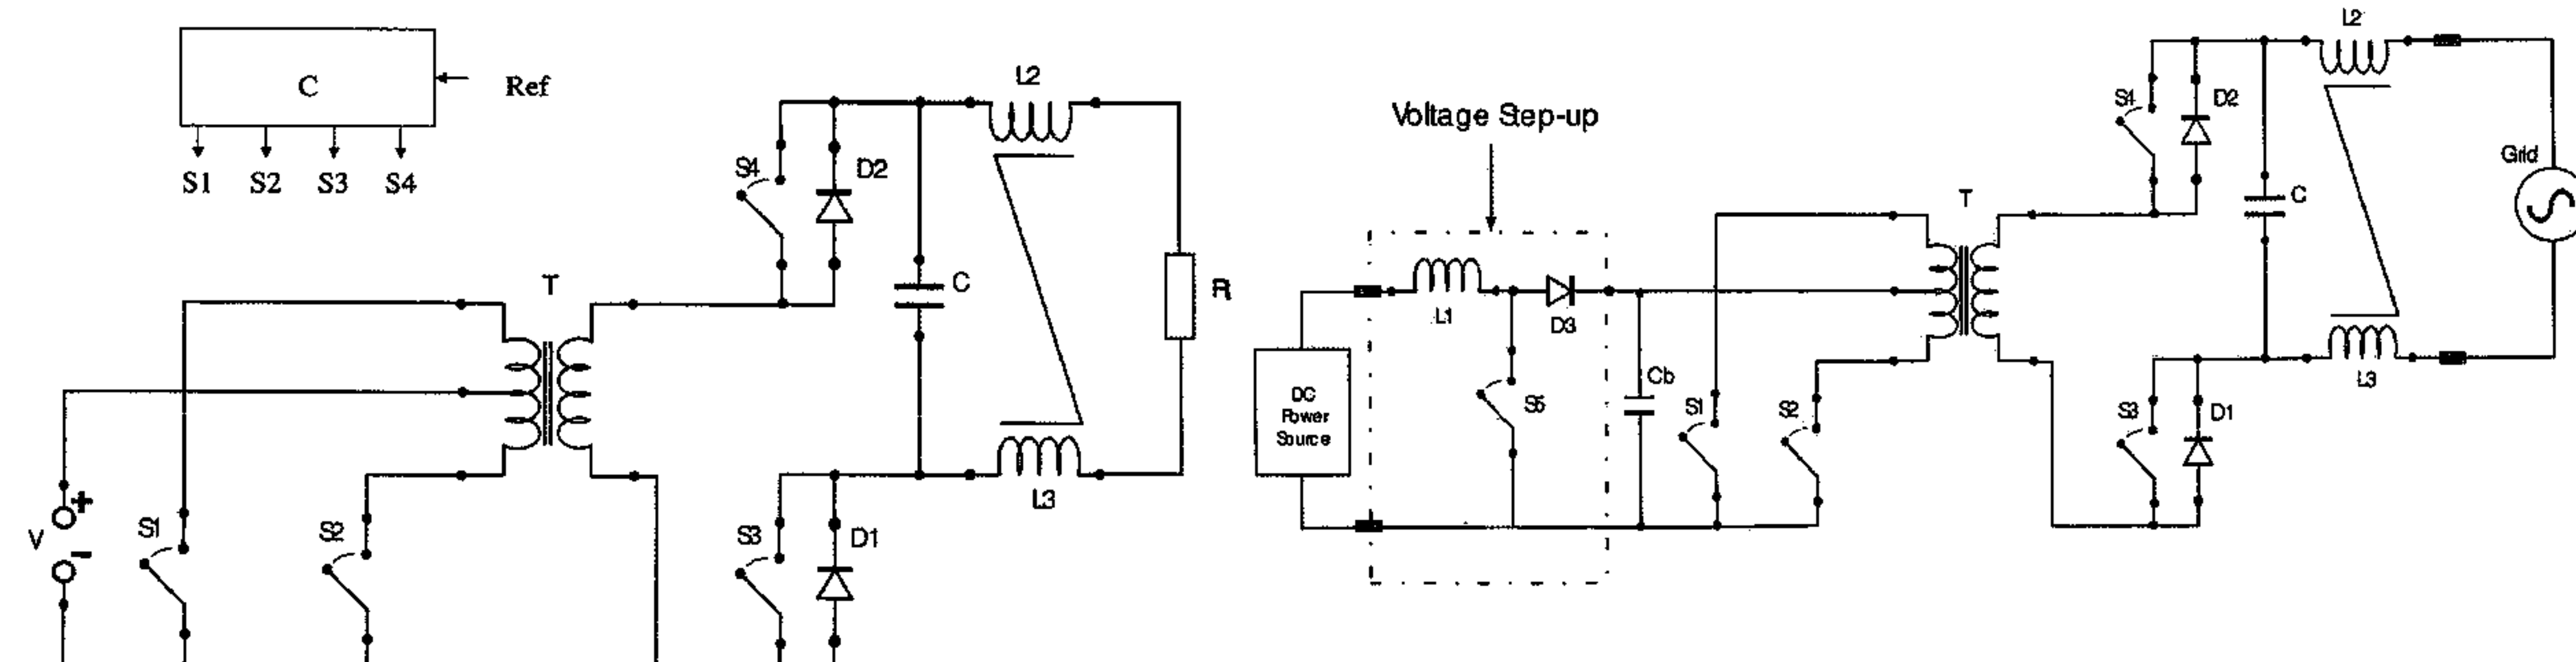 C
Ref
S1 S2 S3 S4
L2
S4
D2
C
T
R
L3
+
V
-
S1
S2
S3
D1
L2
Voltage Step-up
S4
D2
Grid
T
C
L1
D3
L3
DC
Power
Source
S5
Cb
S1
S2
S3
D1